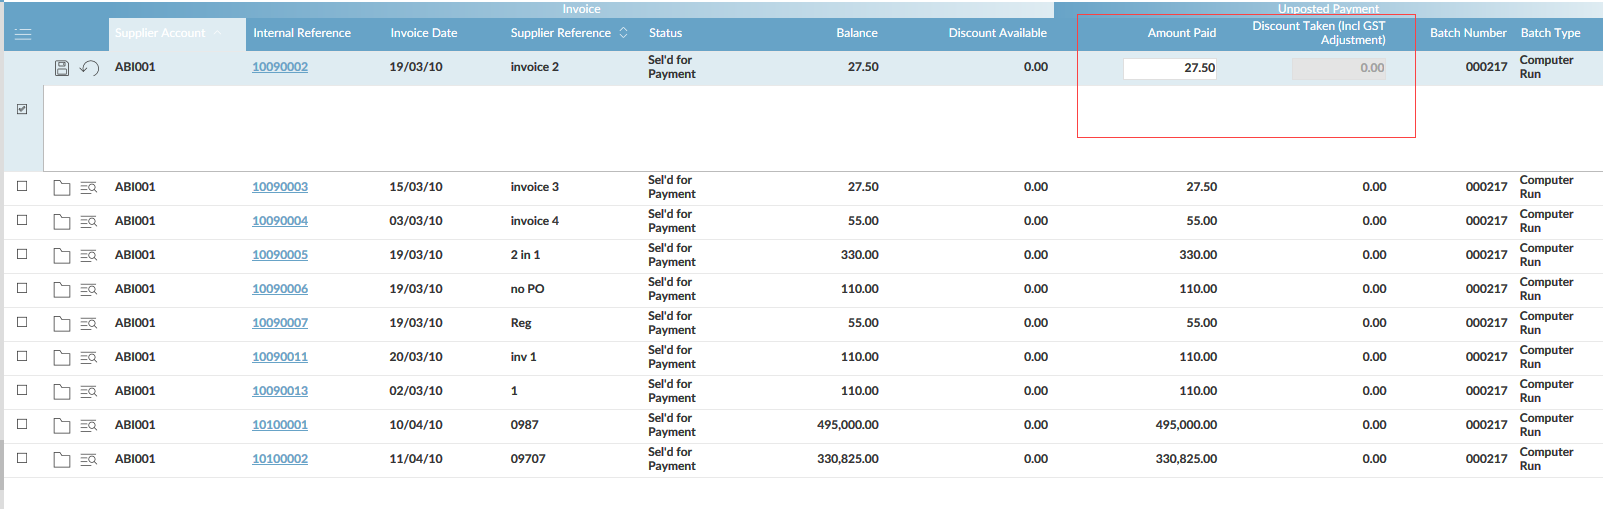 Invoice Unposted Payment
Supplier Account Internal Reference Invoice Date Supplier Reference Status Balance Discount Available Amount Paid Discount Taken (Incl GST Adjustment) Batch Number Batch Type
ABI001 10090002 19/03/10 invoice 2 Sel'd for Payment 27.50 0.00 27.50 0.00 000217 Computer Run
ABI001 10090003 15/03/10 invoice 3 Sel'd for Payment 27.50 0.00 27.50 0.00 000217 Computer Run
ABI001 10090004 03/03/10 invoice 4 Sel'd for Payment 55.00 0.00 55.00 0.00 000217 Computer Run
ABI001 10090005 19/03/10 2 in 1 Sel'd for Payment 330.00 0.00 330.00 0.00 000217 Computer Run
ABI001 10090006 19/03/10 no PO Sel'd for Payment 110.00 0.00 110.00 0.00 000217 Computer Run
ABI001 10090007 19/03/10 Reg Sel'd for Payment 55.00 0.00 55.00 0.00 000217 Computer Run
ABI001 10090011 20/03/10 inv 1 Sel'd for Payment 110.00 0.00 110.00 0.00 000217 Computer Run
ABI001 10090013 02/03/10 1 Sel'd for Payment 110.00 0.00 110.00 0.00 000217 Computer Run
ABI001 10100001 10/04/10 0987 Sel'd for Payment 495,000.00 0.00 495,000.00 0.00 000217 Computer Run
ABI001 10100002 11/04/10 09707 Sel'd for Payment 330,825.00 0.00 330,825.00 0.00 000217 Computer Run